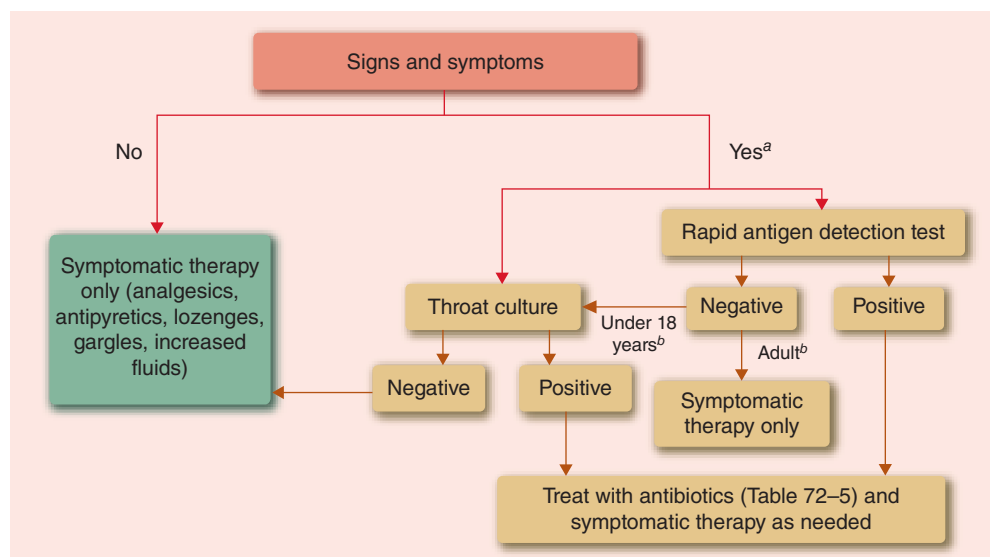 Signs and symptoms
No
Yesᵃ
Rapid antigen detection test
Symptomatic therapy
only (analgesics,
antipyretics, lozenges,
gargles, increased
fluids)
Throat culture
Under 18
yearsᵇ
Negative
Positive
Adultᵇ
Negative
Positive
Symptomatic
therapy only
Treat with antibiotics (Table 72–5) and
symptomatic therapy as needed